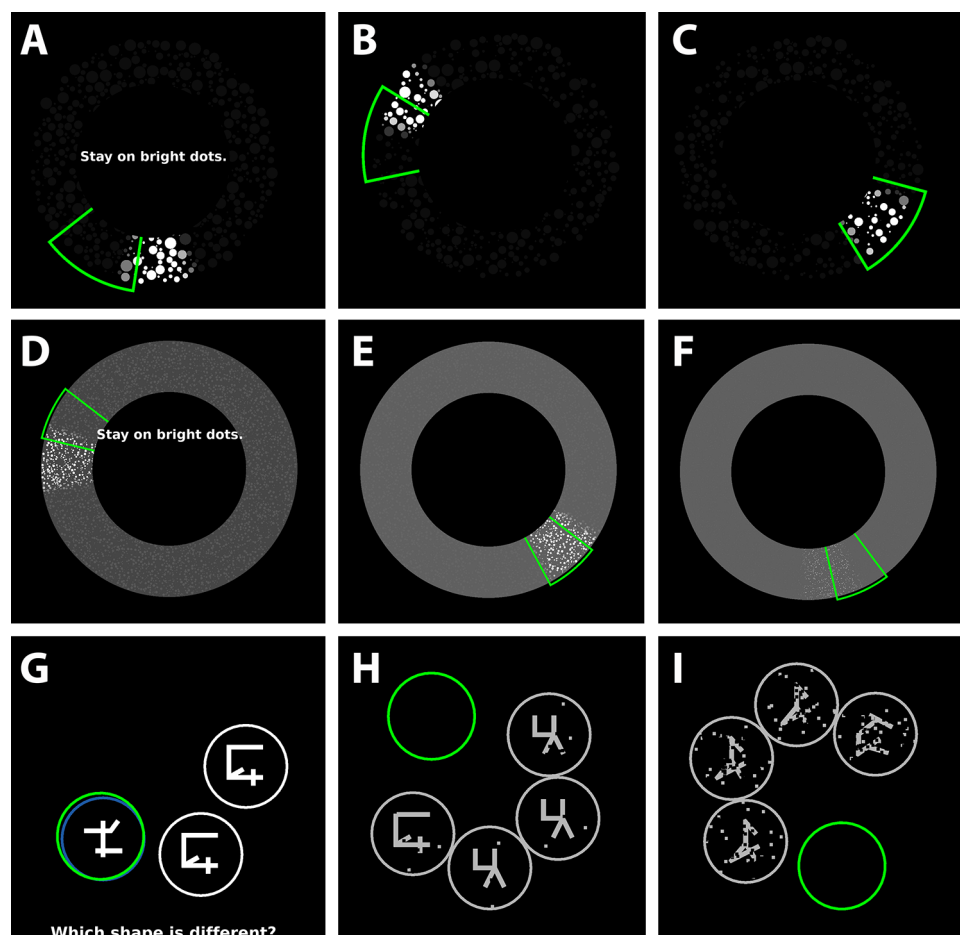 A
B
C
Stay on bright dots.
D
E
F
Stay on bright dots.
G
H
I
Which shape is different?